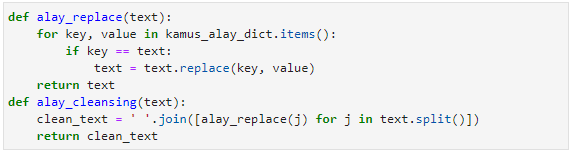 def alay_replace(text):
    for key, value in kamus_alay_dict.items():
        if key == text:
            text = text.replace(key, value)
    return text
def alay_cleansing(text):
    clean_text = ' '.join([alay_replace(j) for j in text.split()])
    return clean_text